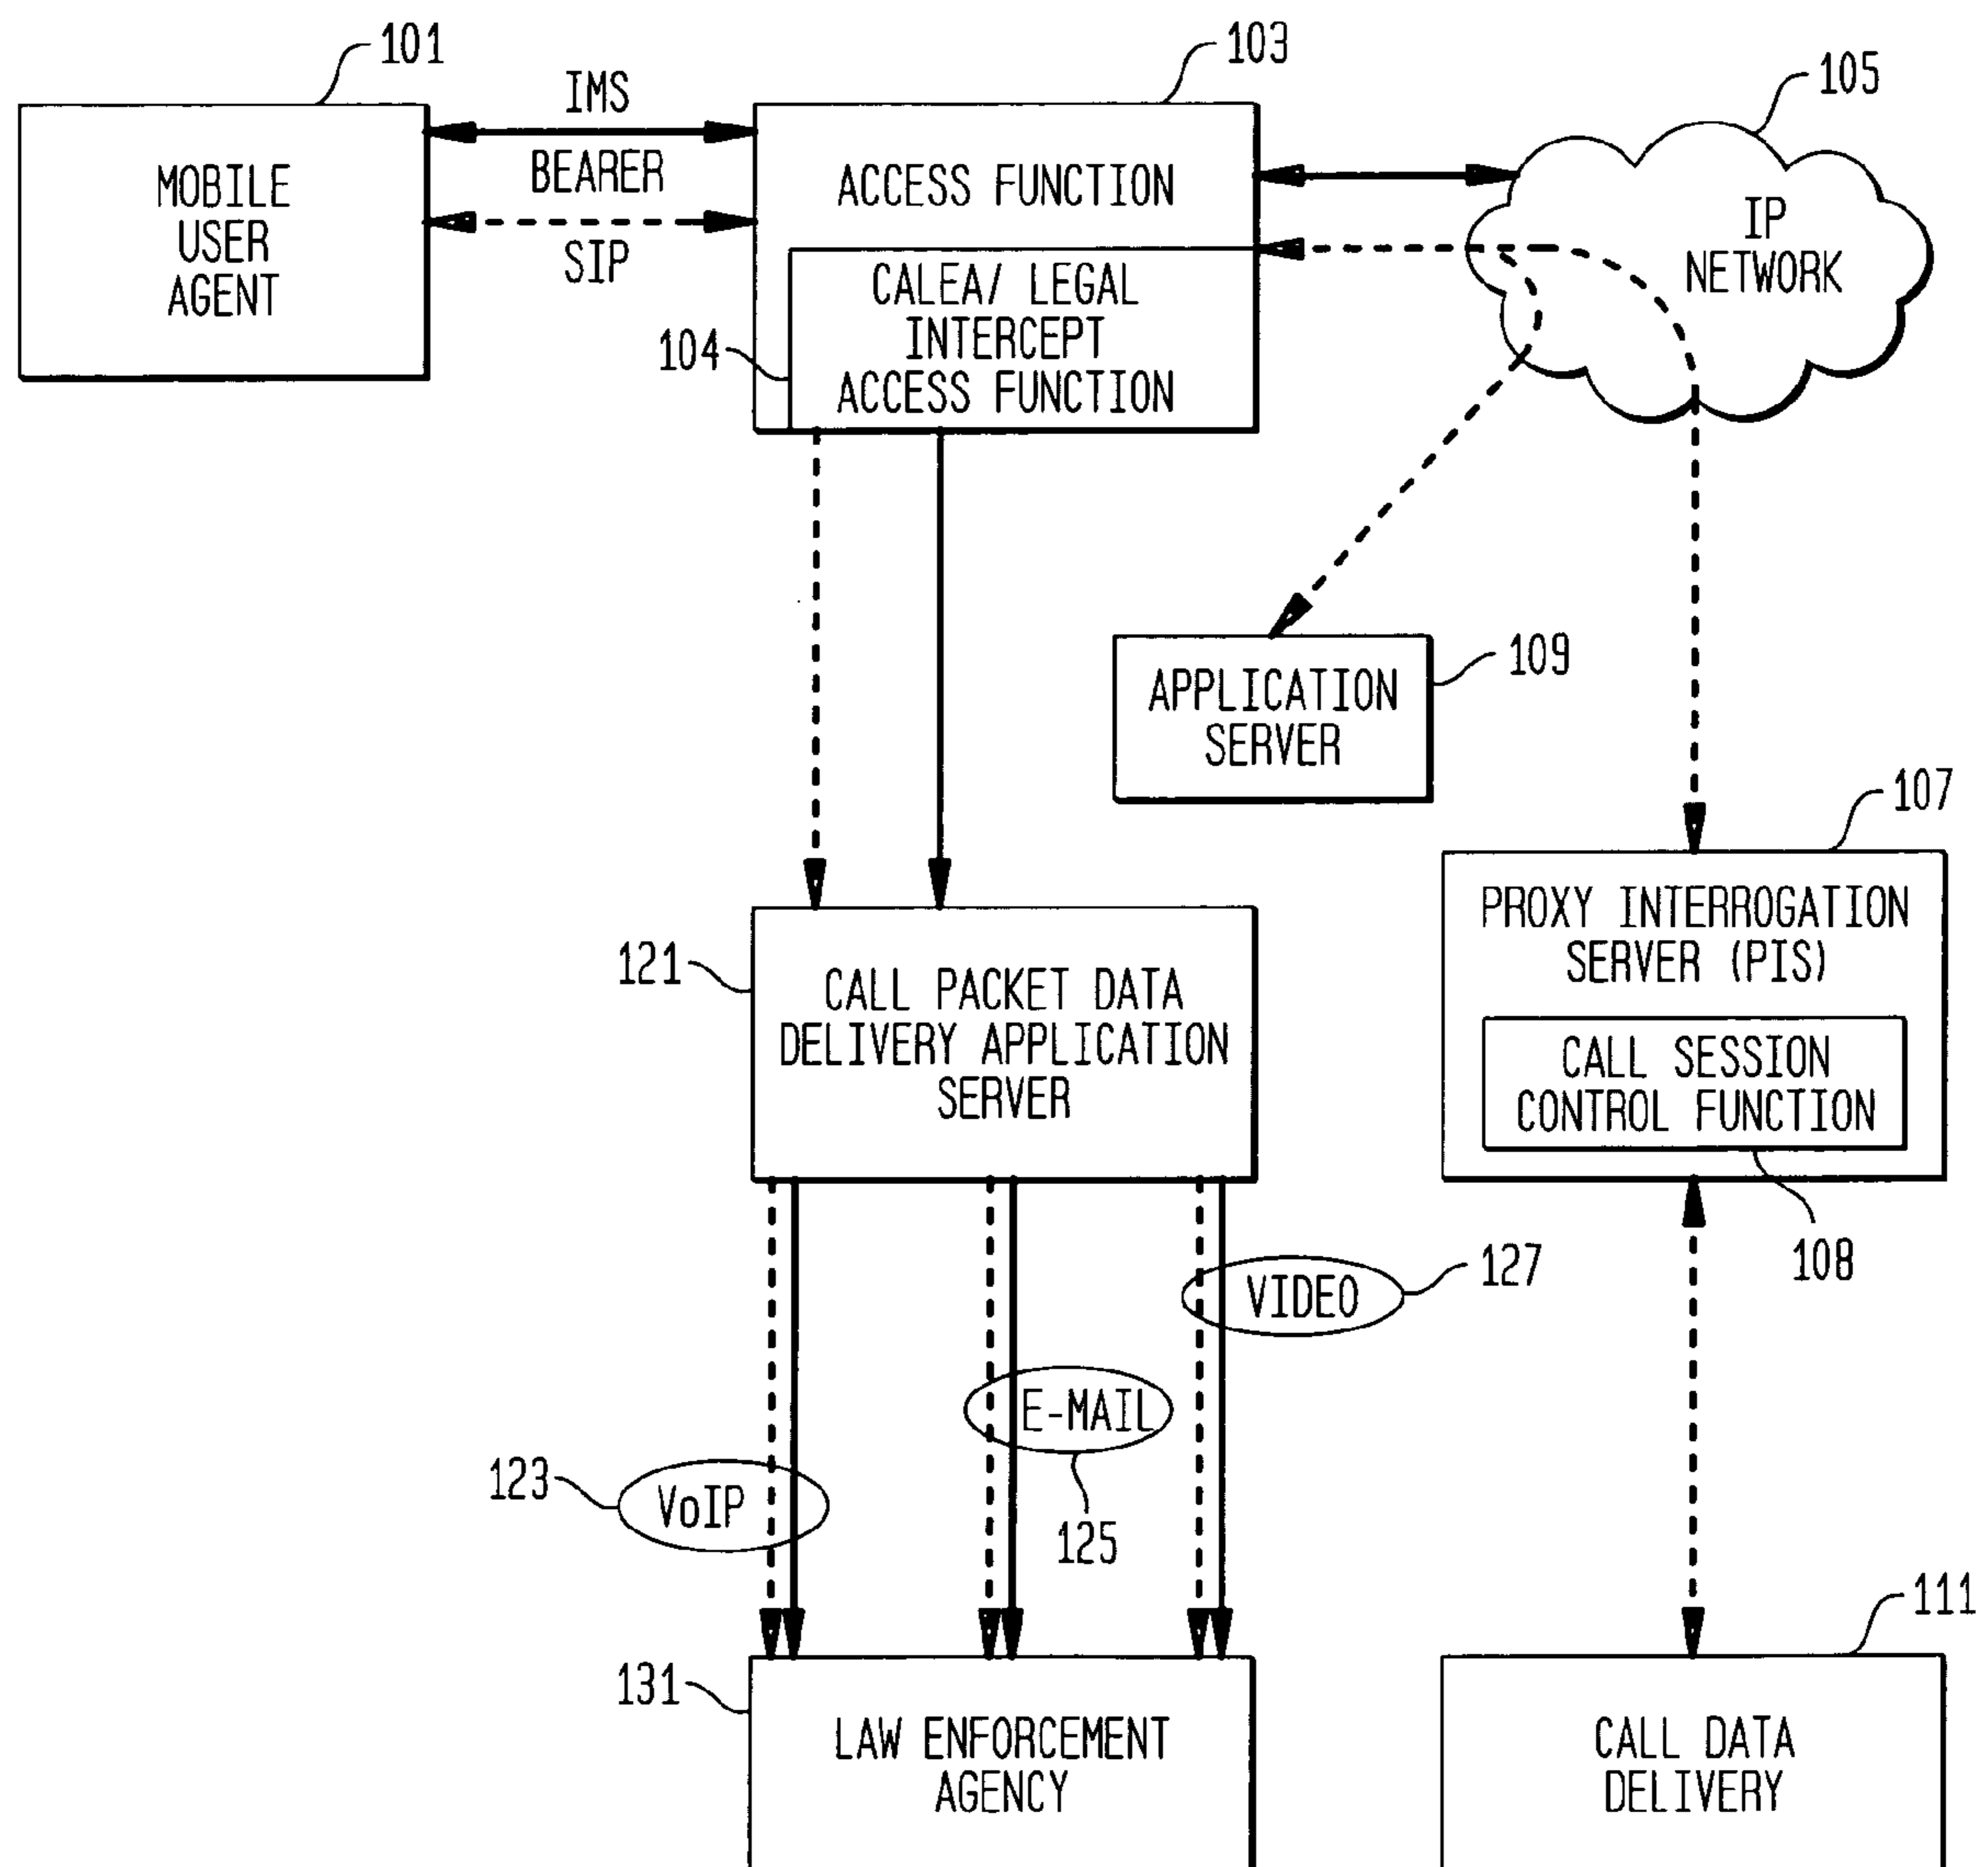 101
IMS
BEARER
SIP
103
105
MOBILE
USER
AGENT
ACCESS FUNCTION
CALEA/ LEGAL
INTERCEPT
ACCESS FUNCTION
104
IP
NETWORK
APPLICATION
SERVER
109
107
PROXY INTERROGATION
SERVER (PIS)
CALL SESSION
CONTROL FUNCTION
108
121
CALL PACKET DATA
DELIVERY APPLICATION
SERVER
VIDEO
127
E-MAIL
125
123
VoIP
131
LAW ENFORCEMENT
AGENCY
111
CALL DATA
DELIVERY